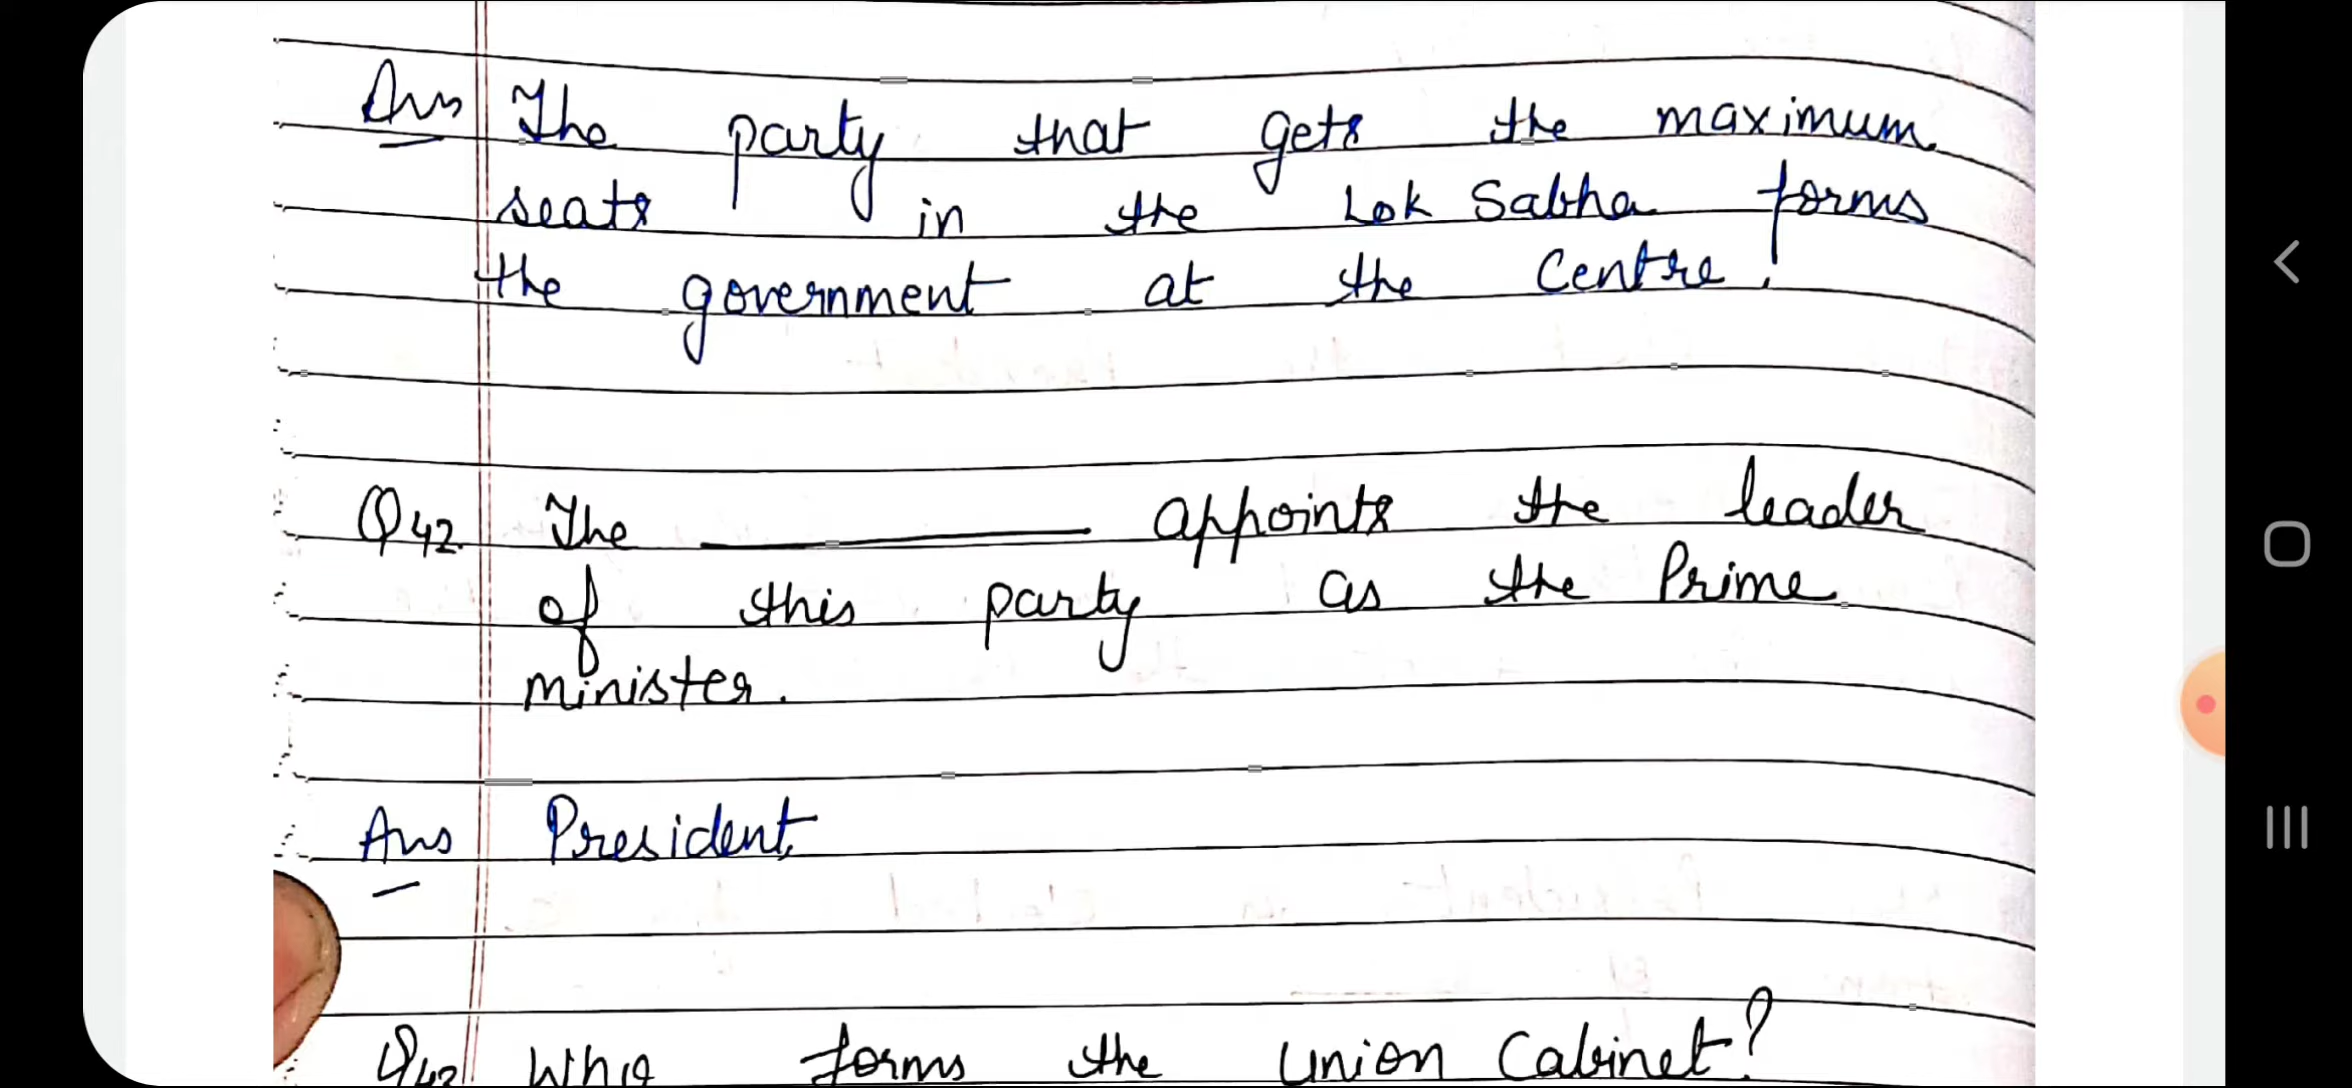 Ans The party that gets the maximum
seats in the Lok Sabha forms
the government at the Centre.
Q42. The ________ appoints the leader
of this party as the Prime
minister.
Ans President
Q43 Who forms the Union Cabinet?